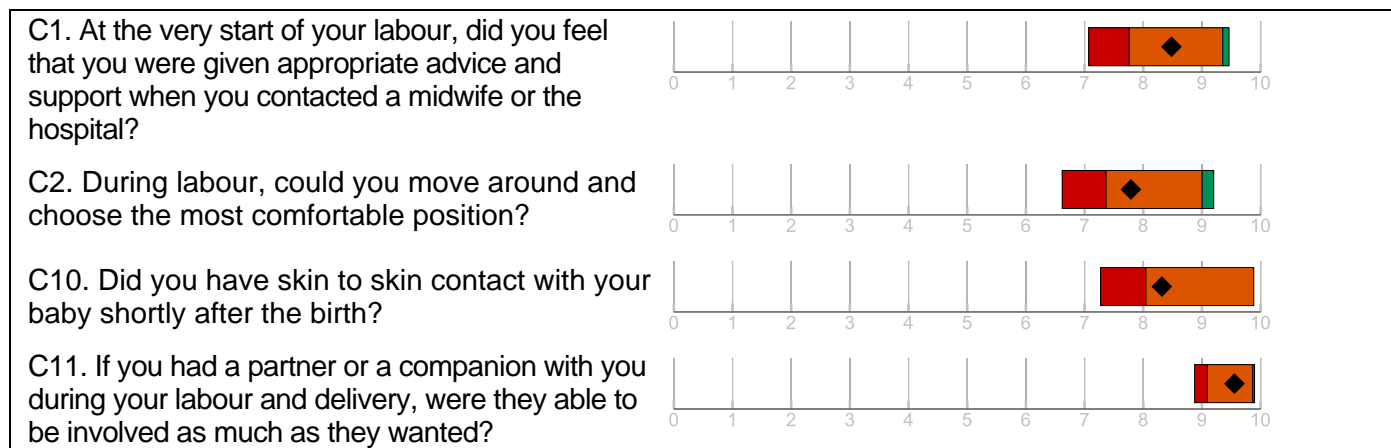 C1. At the very start of your labour, did you feel
that you were given appropriate advice and
support when you contacted a midwife or the
hospital?
0 1 2 3 4 5 6 7 8 9 10
C2. During labour, could you move around and
choose the most comfortable position?
0 1 2 3 4 5 6 7 8 9 10
C10. Did you have skin to skin contact with your
baby shortly after the birth?
0 1 2 3 4 5 6 7 8 9 10
C11. If you had a partner or a companion with you
during your labour and delivery, were they able to
be involved as much as they wanted?
0 1 2 3 4 5 6 7 8 9 10